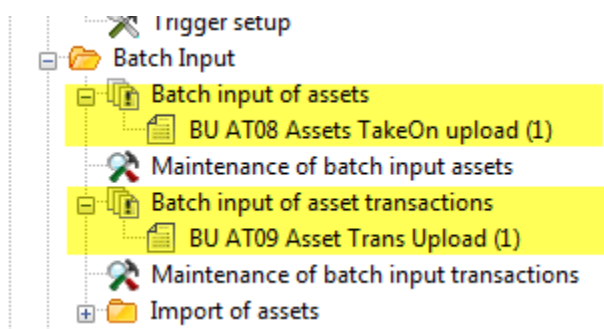 Trigger setup
Batch Input
Batch input of assets
BU AT08 Assets TakeOn upload (1)
Maintenance of batch input assets
Batch input of asset transactions
BU AT09 Asset Trans Upload (1)
Maintenance of batch input transactions
Import of assets